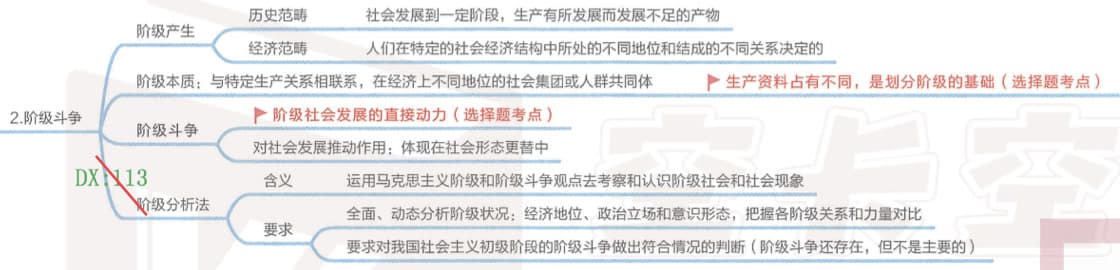 2.阶级斗争
阶级产生
历史范畴
社会发展到一定阶段，生产有所发展而发展不足的产物
经济范畴
人们在特定的社会经济结构中所处的不同地位和结成的不同关系决定的
阶级本质：与特定生产关系相联系，在经济上不同地位的社会集团或人群共同体
生产资料占有不同，是划分阶级的基础（选择题考点）
阶级斗争
阶级社会发展的直接动力（选择题考点）
对社会发展推动作用：体现在社会形态更替中
DX:113
阶级分析法
含义
运用马克思主义阶级和阶级斗争观点去考察和认识阶级社会和社会现象
要求
全面、动态分析阶级状况：经济地位、政治立场和意识形态，把握各阶级关系和力量对比
要求对我国社会主义初级阶段的阶级斗争做出符合情况的判断（阶级斗争还存在，但不是主要的）